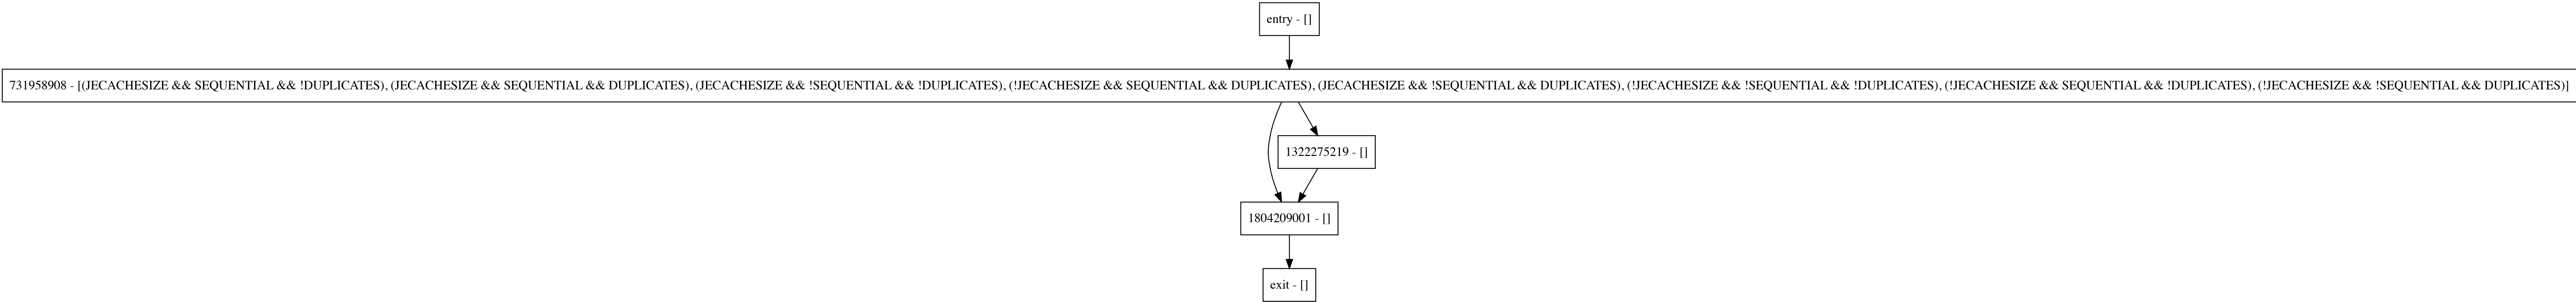 entry - []
731958908 - [(JECACHESIZE && SEQUENTIAL && !DUPLICATES), (JECACHESIZE && SEQUENTIAL && DUPLICATES), (JECACHESIZE && !SEQUENTIAL && !DUPLICATES), (!JECACHESIZE && SEQUENTIAL && DUPLICATES), (JECACHESIZE && !SEQUENTIAL && DUPLICATES), (!JECACHESIZE && !SEQUENTIAL && !DUPLICATES), (!JECACHESIZE && SEQUENTIAL && !DUPLICATES), (!JECACHESIZE && !SEQUENTIAL && DUPLICATES)]
1322275219 - []
1804209001 - []
exit - []